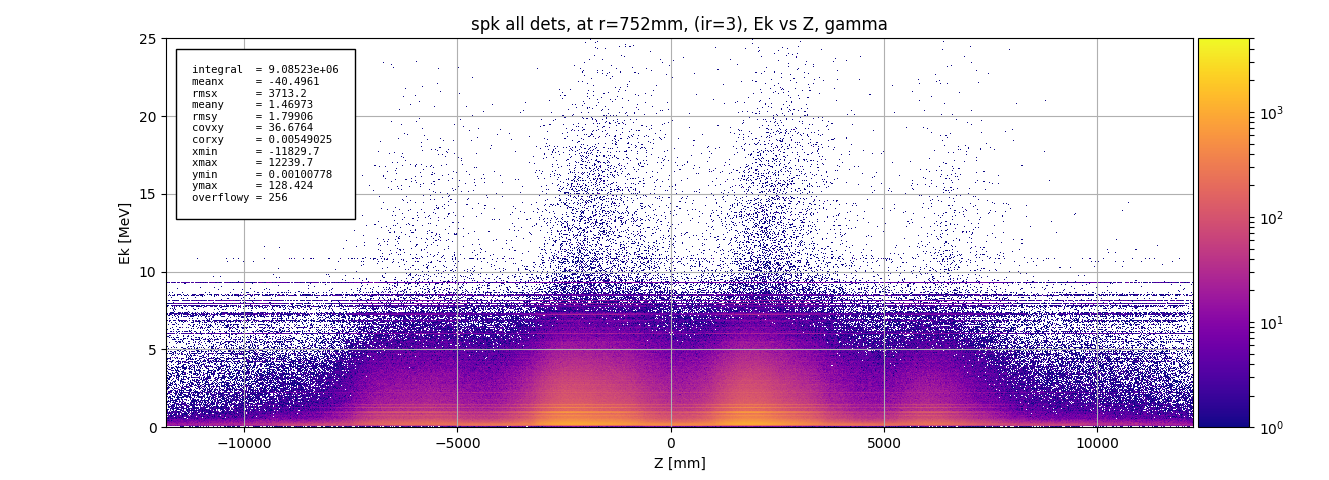 spk all dets, at r=752mm, (ir=3), Ek vs Z, gamma
25
20
15
10
5
0
Ek [MeV]
integral = 9.08523e+06
meanx = -40.4961
rmsx = 3713.2
meany = 1.46973
rmsy = 1.79906
covxy = 36.6764
corxy = 0.00549025
xmin = -11829.7
xmax = 12239.7
ymin = 0.00100778
ymax = 128.424
overflowy = 256
−10000 −5000 0 5000 10000
Z [mm]
10³
10²
10¹
10⁰